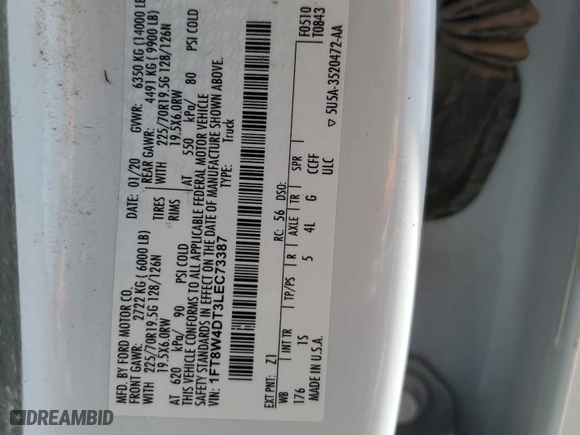 MFD. BY FORD MOTOR CO.
DATE: 01/20 GVWR: 6350 KG (14000 LB
FRONT GAWR: 2722 KG ( 6000 LB)
REAR GAWR: 4491 KG ( 9900 LB)
WITH 225/70R19.5G 128/126N
TIRES WITH 225/70R19.5G 128/126N
19.5X6.0RW
RIMS 19.5X6.0RW
AT 620 kPa/ 90 PSI COLD
AT 550 kPa/ 80 PSI COLD
THIS VEHICLE CONFORMS TO ALL APPLICABLE FEDERAL MOTOR VEHICLE
SAFETY STANDARDS IN EFFECT ON THE DATE OF MANUFACTURE SHOWN ABOVE.
VIN: 1FT8W4DT3LEC73387
TYPE: Truck
F0510
T0843
EXT PNT: Z1 RC: 56 DSO:
WB INT TR TP/PS R AXLE TR SPR
176 1S 5 4L G CCFF
ULC
MADE IN U.S.A.
▽ 5U5A-3520472-AA
DREAMBID